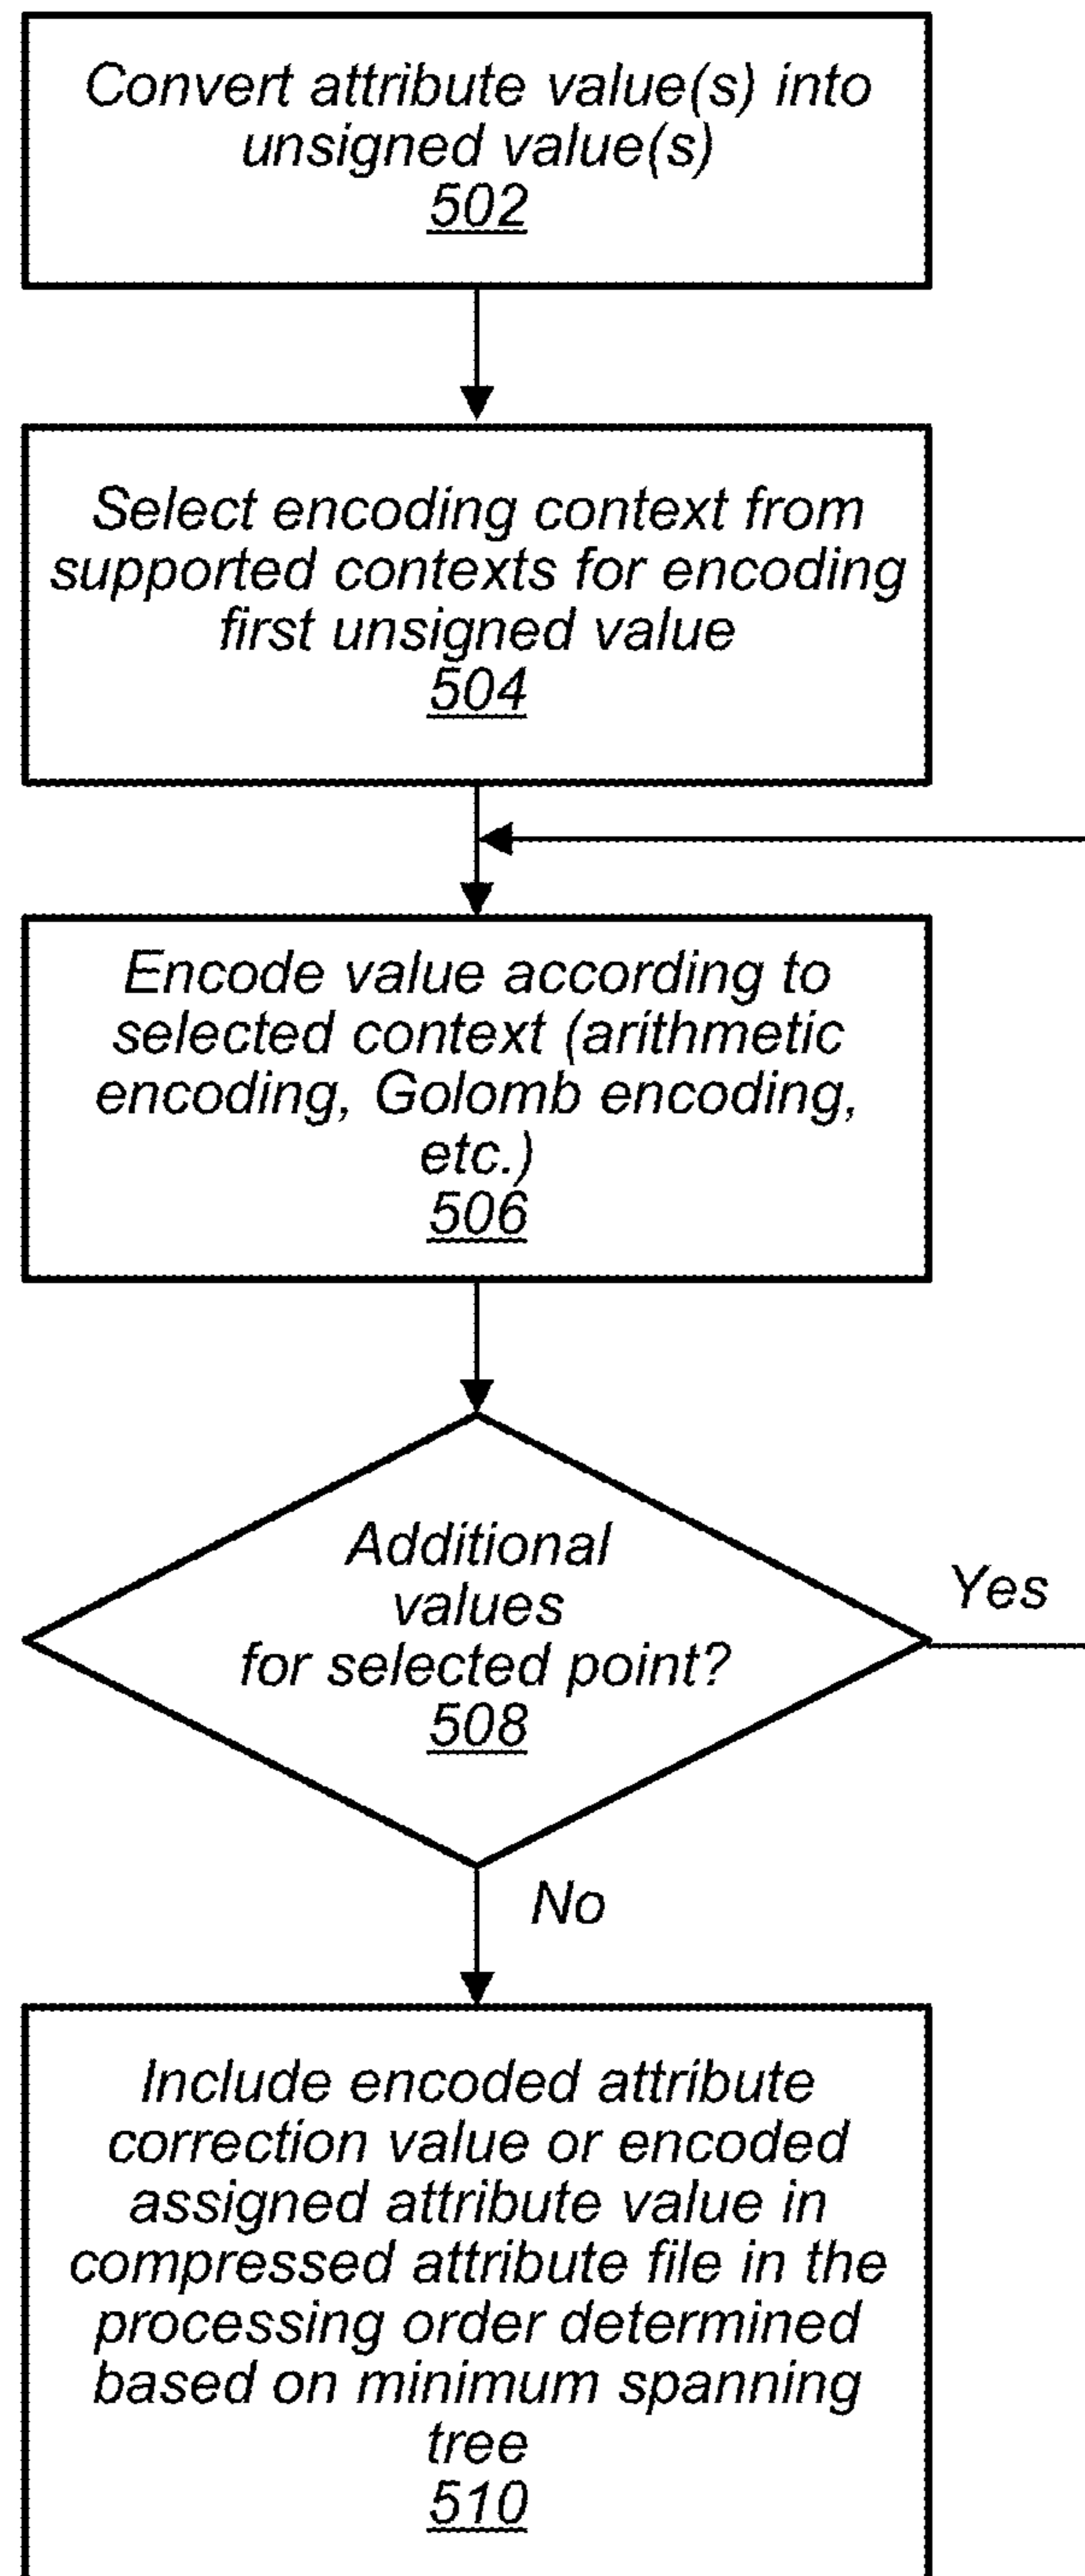 Convert attribute value(s) into
unsigned value(s)
502
Select encoding context from
supported contexts for encoding
first unsigned value
504
Encode value according to
selected context (arithmetic
encoding, Golomb encoding,
etc.)
506
Additional
values
for selected point?
508
Yes
No
Include encoded attribute
correction value or encoded
assigned attribute value in
compressed attribute file in the
processing order determined
based on minimum spanning
tree
510